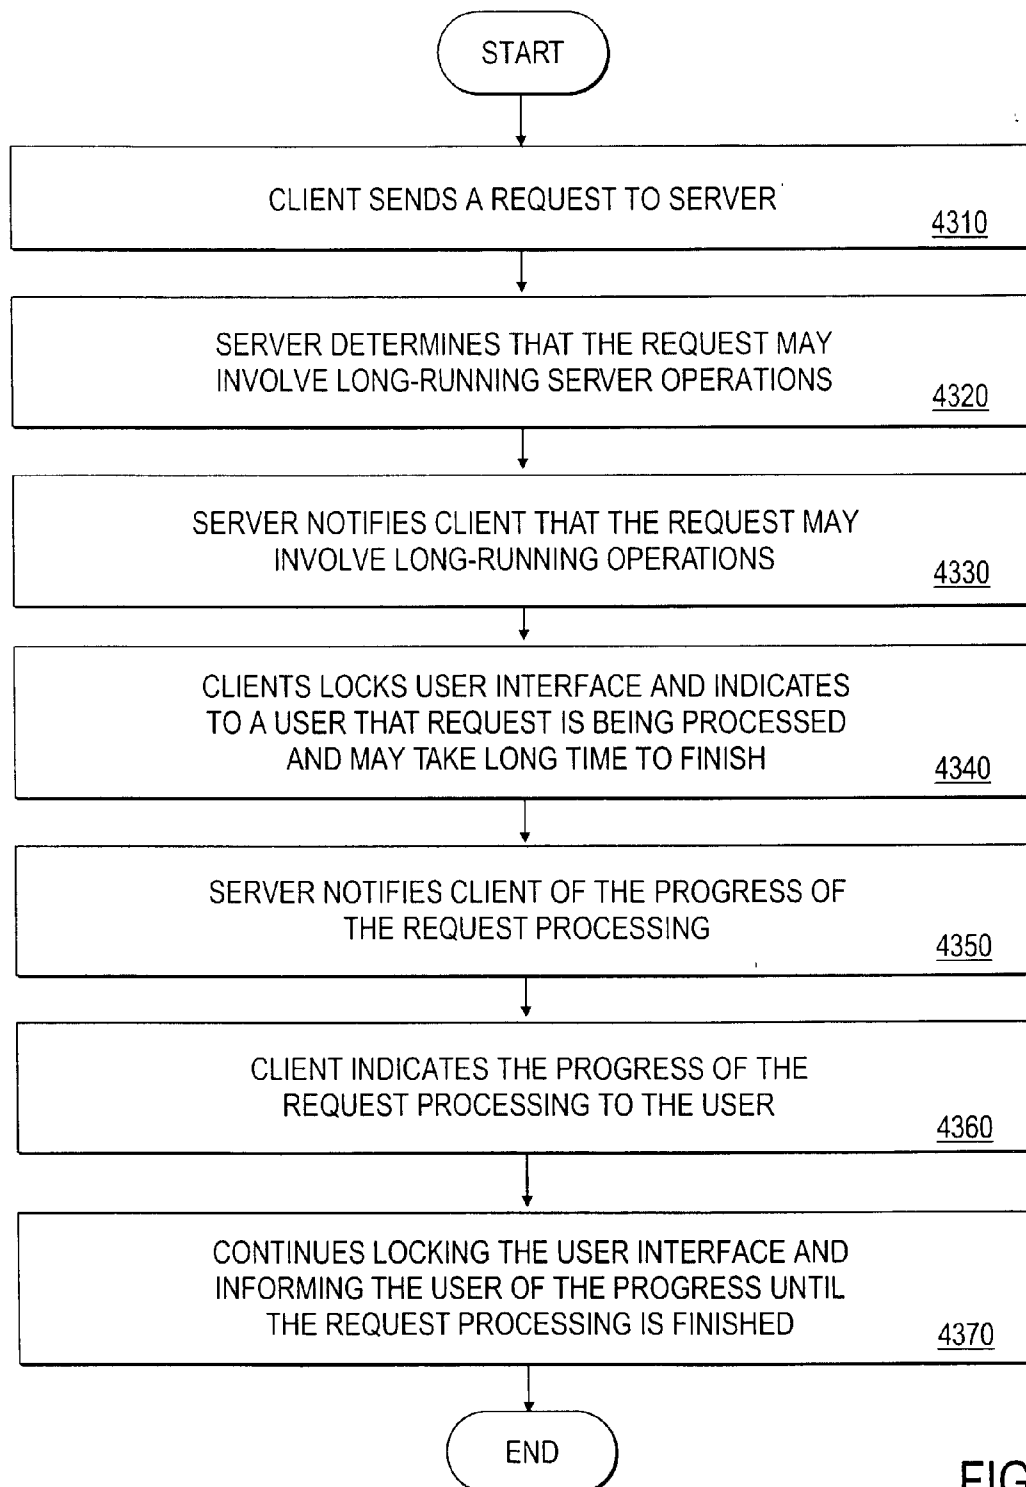 START
CLIENT SENDS A REQUEST TO SERVER
4310
SERVER DETERMINES THAT THE REQUEST MAY
INVOLVE LONG-RUNNING SERVER OPERATIONS
4320
SERVER NOTIFIES CLIENT THAT THE REQUEST MAY
INVOLVE LONG-RUNNING OPERATIONS
4330
CLIENTS LOCKS USER INTERFACE AND INDICATES
TO A USER THAT REQUEST IS BEING PROCESSED
AND MAY TAKE LONG TIME TO FINISH
4340
SERVER NOTIFIES CLIENT OF THE PROGRESS OF
THE REQUEST PROCESSING
4350
CLIENT INDICATES THE PROGRESS OF THE
REQUEST PROCESSING TO THE USER
4360
CONTINUES LOCKING THE USER INTERFACE AND
INFORMING THE USER OF THE PROGRESS UNTIL
THE REQUEST PROCESSING IS FINISHED
4370
END
FIG